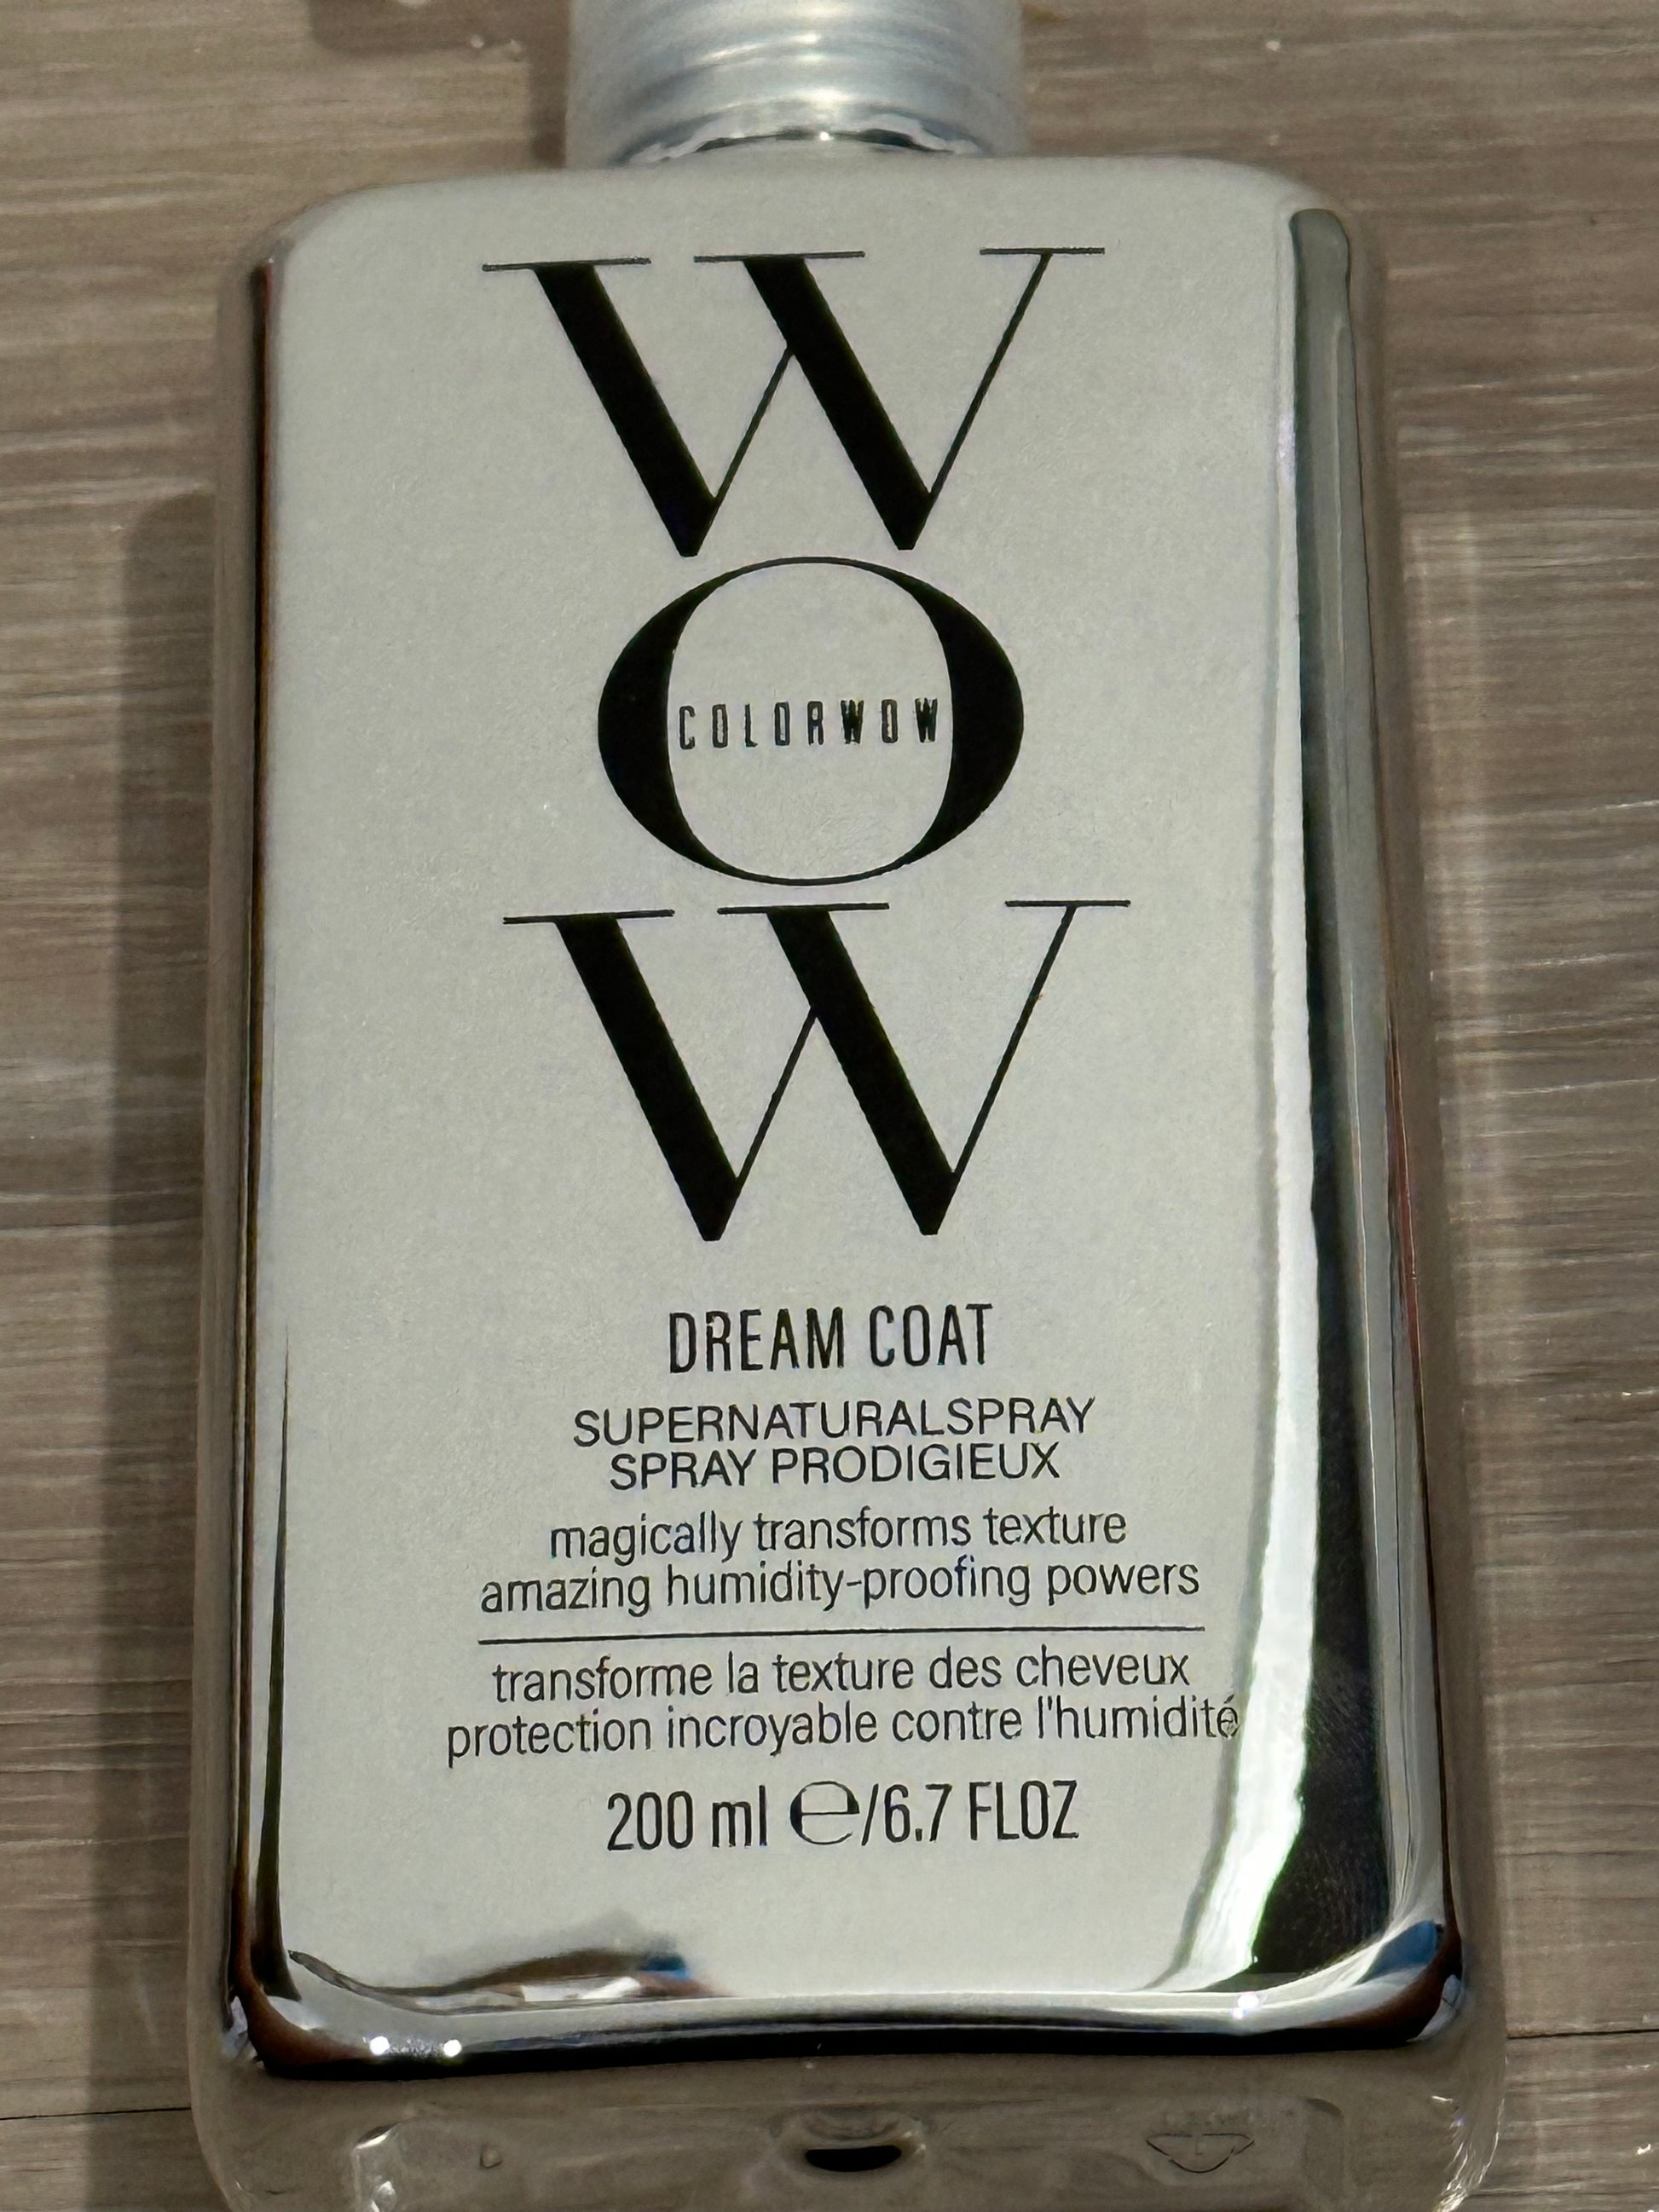 W
O
COLORWOW
W
DREAM COAT
SUPERNATURALSPRAY
SPRAY PRODIGIEUX
magically transforms texture
amazing humidity-proofing powers
transforme la texture des cheveux
protection incroyable contre l'humidité
200 ml ℮/6.7 FLOZ